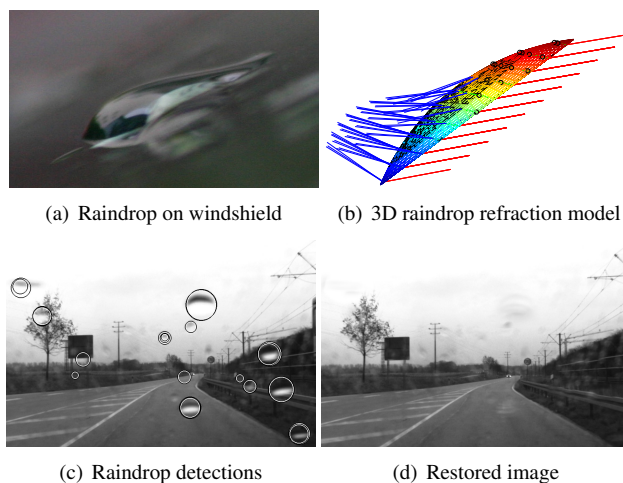 (a) Raindrop on windshield
(b) 3D raindrop refraction model
(c) Raindrop detections
(d) Restored image